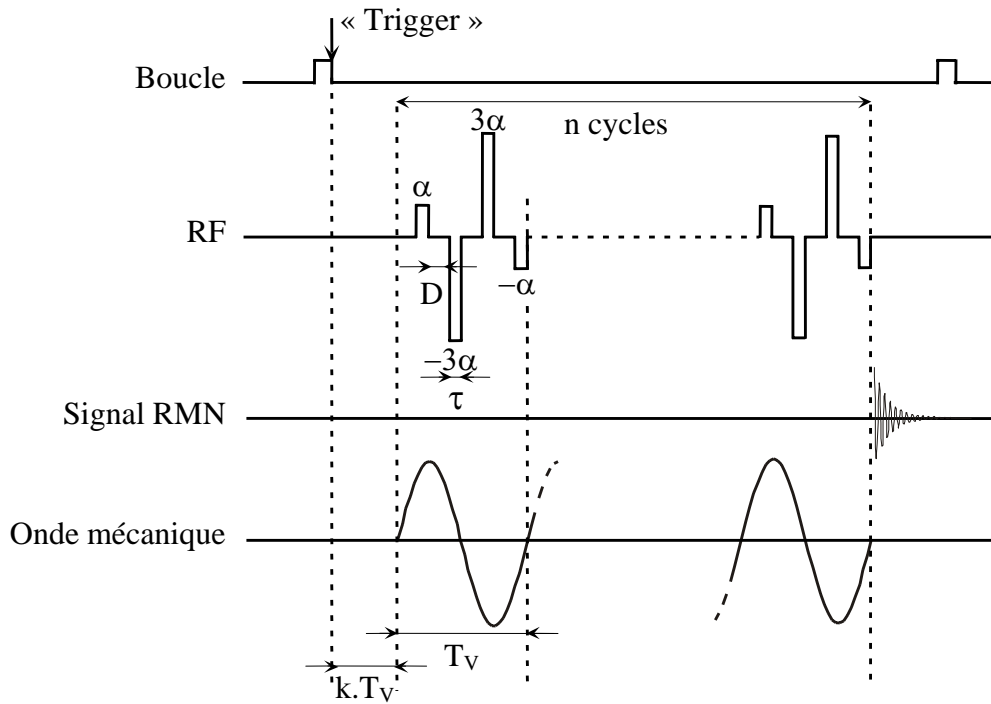 « Trigger »
Boucle
n cycles
3α
α
RF
D
−α
−3α
τ
Signal RMN
Onde mécanique
T_V
k.T_V